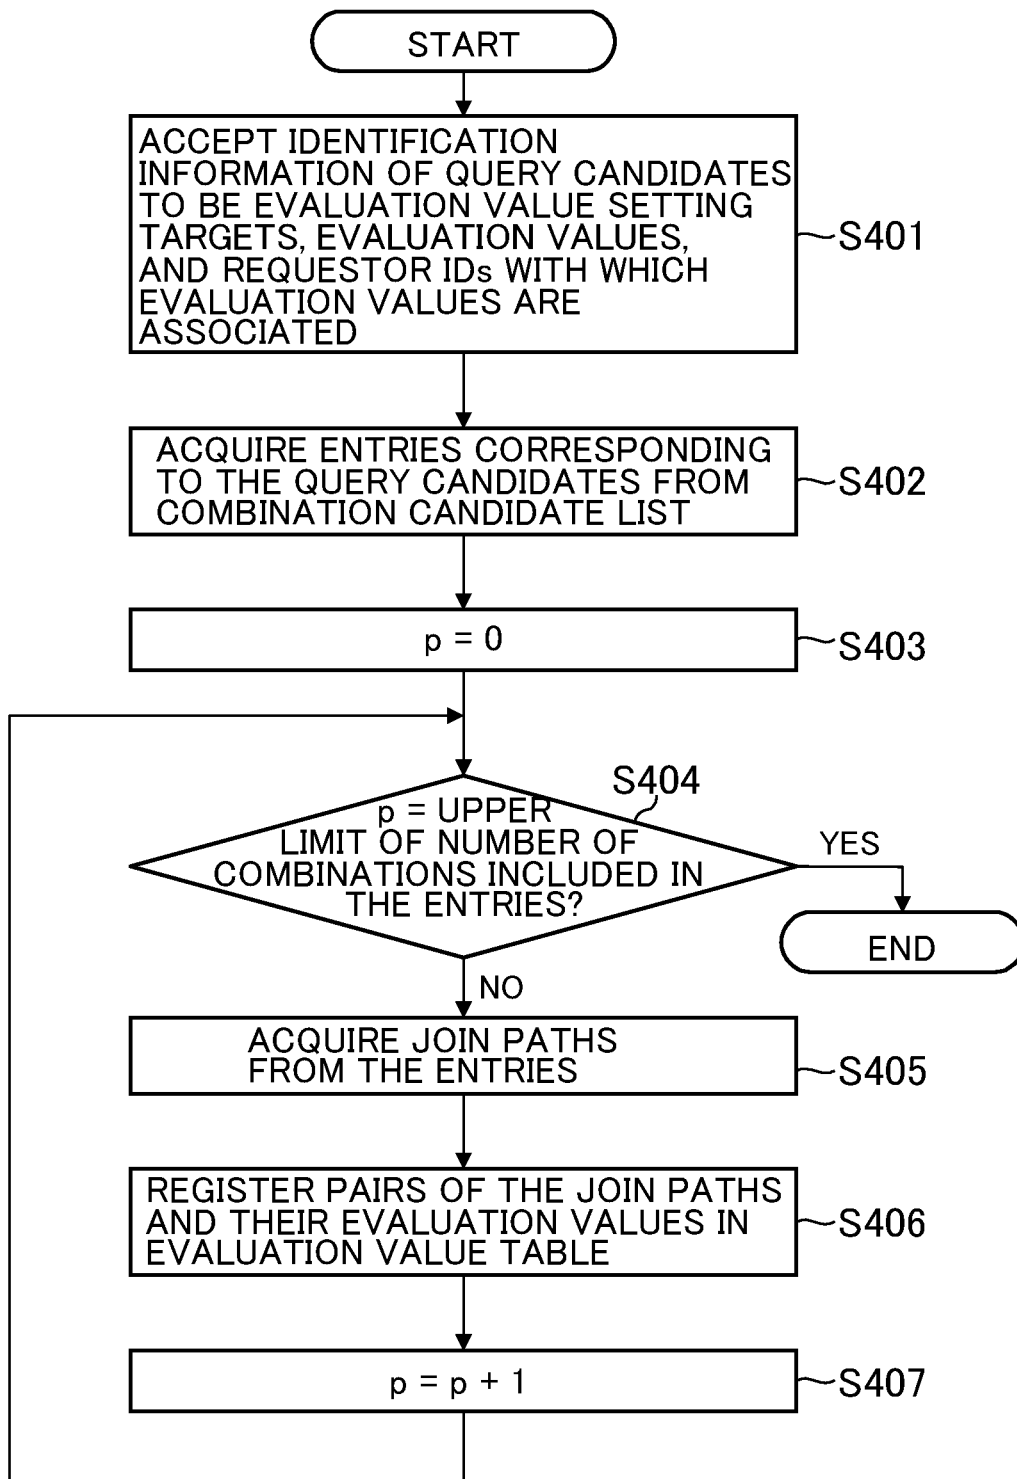 START
ACCEPT IDENTIFICATION
INFORMATION OF QUERY CANDIDATES
TO BE EVALUATION VALUE SETTING
TARGETS, EVALUATION VALUES,
AND REQUESTOR IDs WITH WHICH
EVALUATION VALUES ARE
ASSOCIATED
S401
ACQUIRE ENTRIES CORRESPONDING
TO THE QUERY CANDIDATES FROM
COMBINATION CANDIDATE LIST
S402
p = 0
S403
S404
p = UPPER
LIMIT OF NUMBER OF
COMBINATIONS INCLUDED IN
THE ENTRIES?
YES
END
NO
ACQUIRE JOIN PATHS
FROM THE ENTRIES
S405
REGISTER PAIRS OF THE JOIN PATHS
AND THEIR EVALUATION VALUES IN
EVALUATION VALUE TABLE
S406
p = p + 1
S407